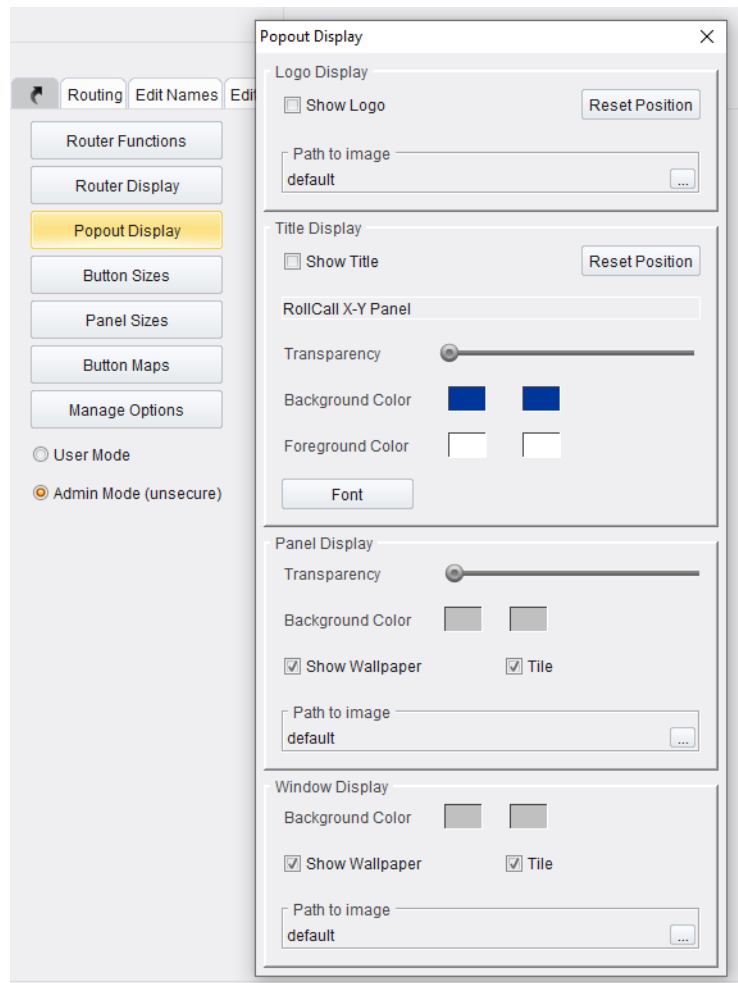 Popout Display
Routing
Edit Names
Edi
Router Functions
Router Display
Popout Display
Button Sizes
Panel Sizes
Button Maps
Manage Options
User Mode
Admin Mode (unsecure)
Logo Display
Show Logo
Reset Position
Path to image
default
...
Title Display
Show Title
Reset Position
RollCall X-Y Panel
Transparency
Background Color
Foreground Color
Font
Panel Display
Transparency
Background Color
Show Wallpaper
Tile
Path to image
default
...
Window Display
Background Color
Show Wallpaper
Tile
Path to image
default
...